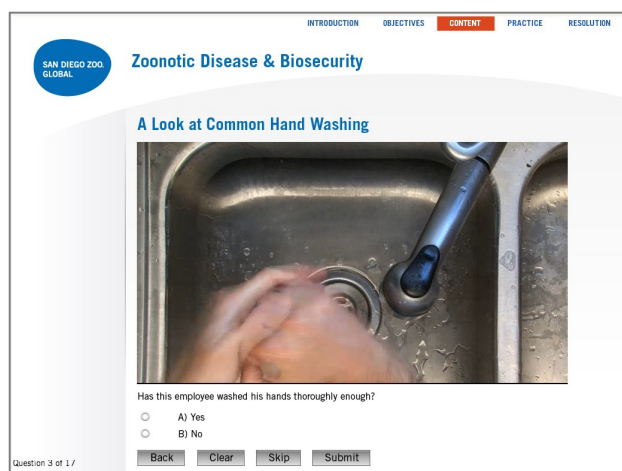 INTRODUCTION OBJECTIVES CONTENT PRACTICE RESOLUTION
SAN DIEGO ZOO.
GLOBAL
Zoonotic Disease & Biosecurity
A Look at Common Hand Washing
Has this employee washed his hands thoroughly enough?
A) Yes
B) No
Back Clear Skip Submit
Question 3 of 17